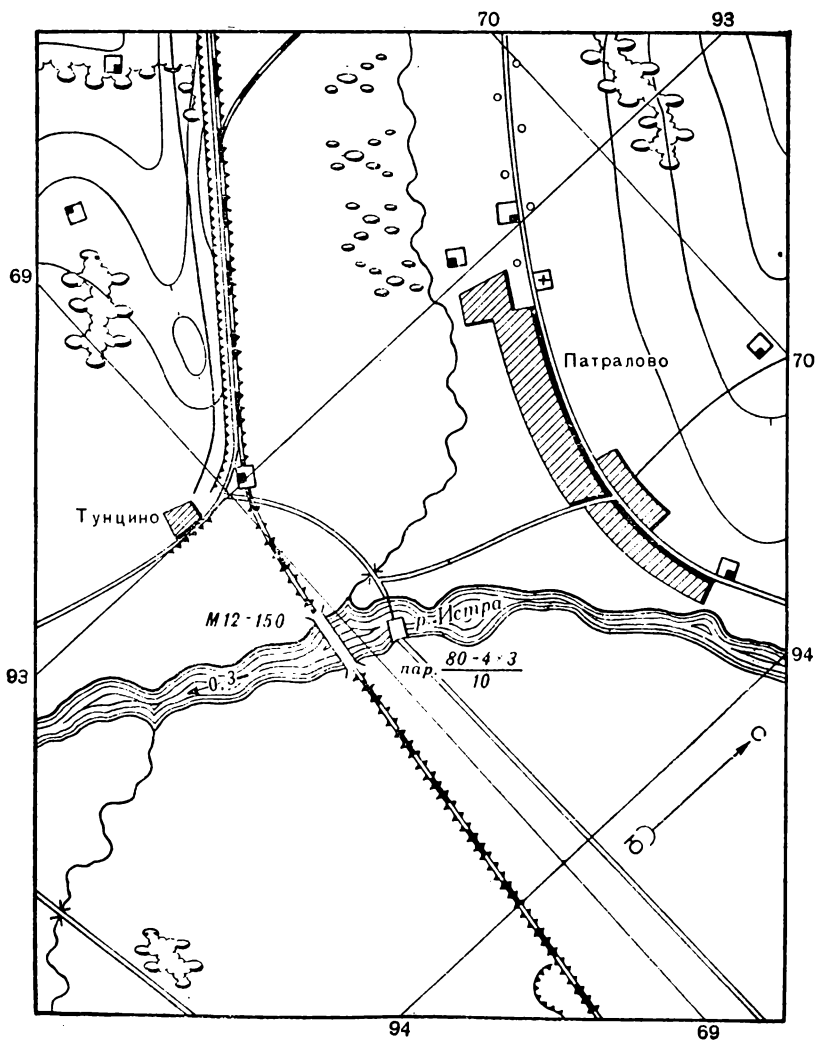 70 93
69
Патралово
70
Тунцино
М12-150
р. Истра
94
93
0.3
пар. 80-4×3
10
С
Ю
94 69